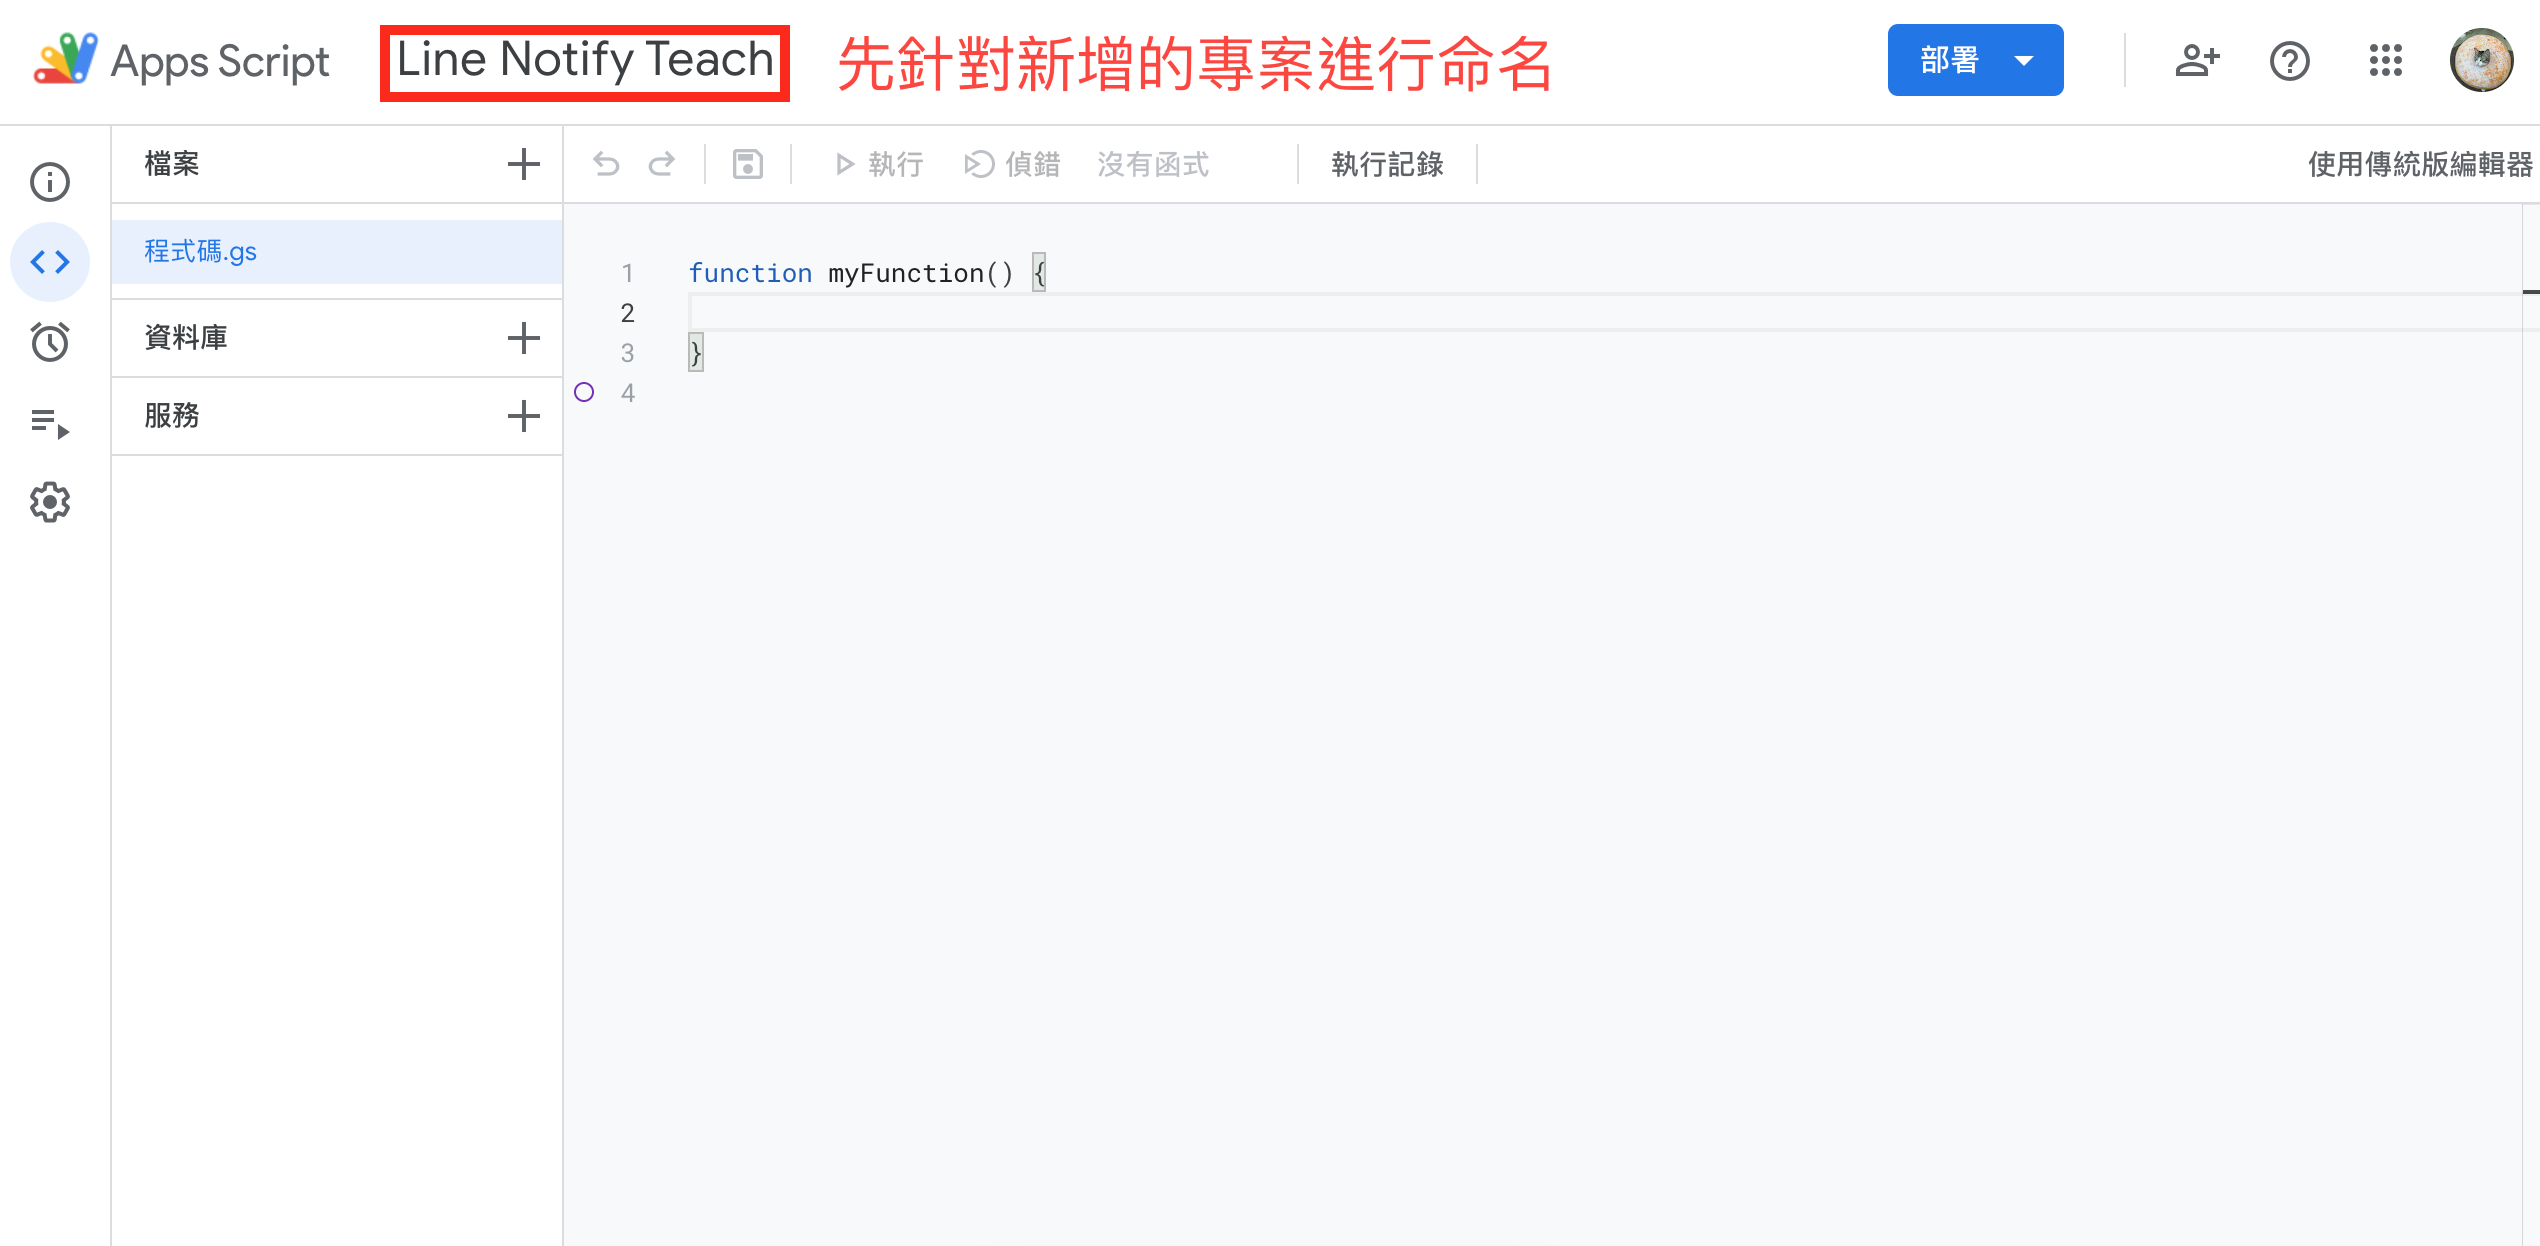 Apps Script Line Notify Teach 先針對新增的專案進行命名 部署
檔案 執行 偵錯 沒有函式 執行記錄 使用傳統版編輯器
程式碼.gs
資料庫
服務
1 function myFunction() {
2
3 }
4